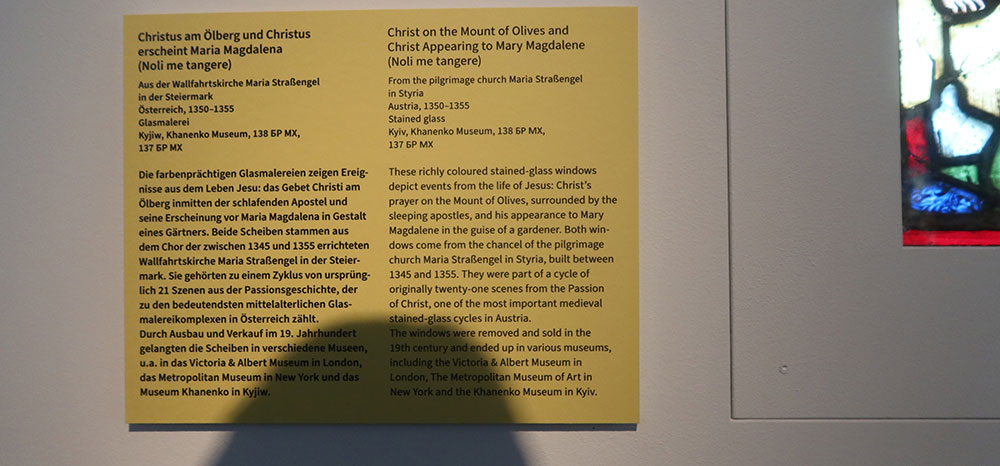 Christus am Ölberg und Christus
erscheint Maria Magdalena
(Noli me tangere)
Aus der Wallfahrtskirche Maria Straßengel
in der Steiermark
Österreich, 1350–1355
Glasmalerei
Kyjiw, Khanenko Museum, 138 БР МХ,
137 БР МХ
Die farbenprächtigen Glasmalereien zeigen Ereig-
nisse aus dem Leben Jesu: das Gebet Christi am
Ölberg inmitten der schlafenden Apostel und
seine Erscheinung vor Maria Magdalena in Gestalt
eines Gärtners. Beide Scheiben stammen aus
dem Chor der zwischen 1345 und 1355 errichteten
Wallfahrtskirche Maria Straßengel in der Steier-
mark. Sie gehörten zu einem Zyklus von ursprüng-
lich 21 Szenen aus der Passionsgeschichte, der
zu den bedeutendsten mittelalterlichen Glas-
malereikomplexen in Österreich zählt.
Durch Ausbau und Verkauf im 19. Jahrhundert
gelangten die Scheiben in verschiedene Museen,
u.a. in das Victoria & Albert Museum in London,
das Metropolitan Museum in New York und das
Museum Khanenko in Kyjiw.
Christ on the Mount of Olives and
Christ Appearing to Mary Magdalene
(Noli me tangere)
From the pilgrimage church Maria Straßengel
in Styria
Austria, 1350–1355
Stained glass
Kyiv, Khanenko Museum, 138 БР МХ,
137 БР МХ
These richly coloured stained-glass windows
depict events from the life of Jesus: Christ's
prayer on the Mount of Olives, surrounded by the
sleeping apostles, and his appearance to Mary
Magdalene in the guise of a gardener. Both win-
dows come from the chancel of the pilgrimage
church Maria Straßengel in Styria, built between
1345 and 1355. They were part of a cycle of
originally twenty-one scenes from the Passion
of Christ, one of the most important medieval
stained-glass cycles in Austria.
The windows were removed and sold in the
19th century and ended up in various museums,
including the Victoria & Albert Museum in
London, The Metropolitan Museum of Art in
New York and the Khanenko Museum in Kyiv.